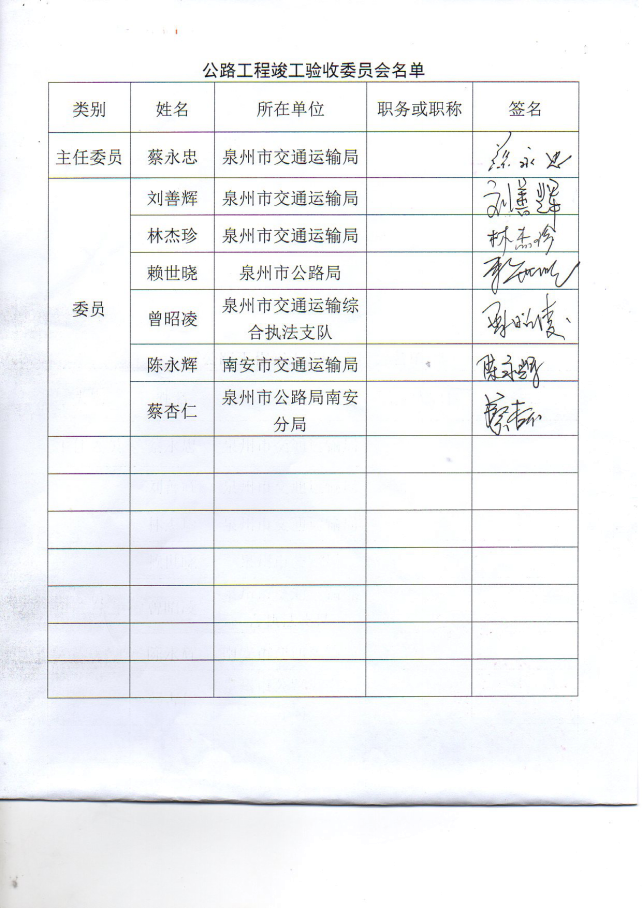 公路工程竣工验收委员会名单
类别 姓名 所在单位 职务或职称 签名
主任委员 蔡永忠 泉州市交通运输局 蔡永忠
委员
刘善辉 泉州市交通运输局 刘善辉
林杰珍 泉州市交通运输局 林杰珍
赖世晓 泉州市公路局
曾昭凌 泉州市交通运输综
合执法支队
陈永辉 南安市交通运输局 陈永辉
蔡杏仁 泉州市公路局南安
分局 蔡杏仁